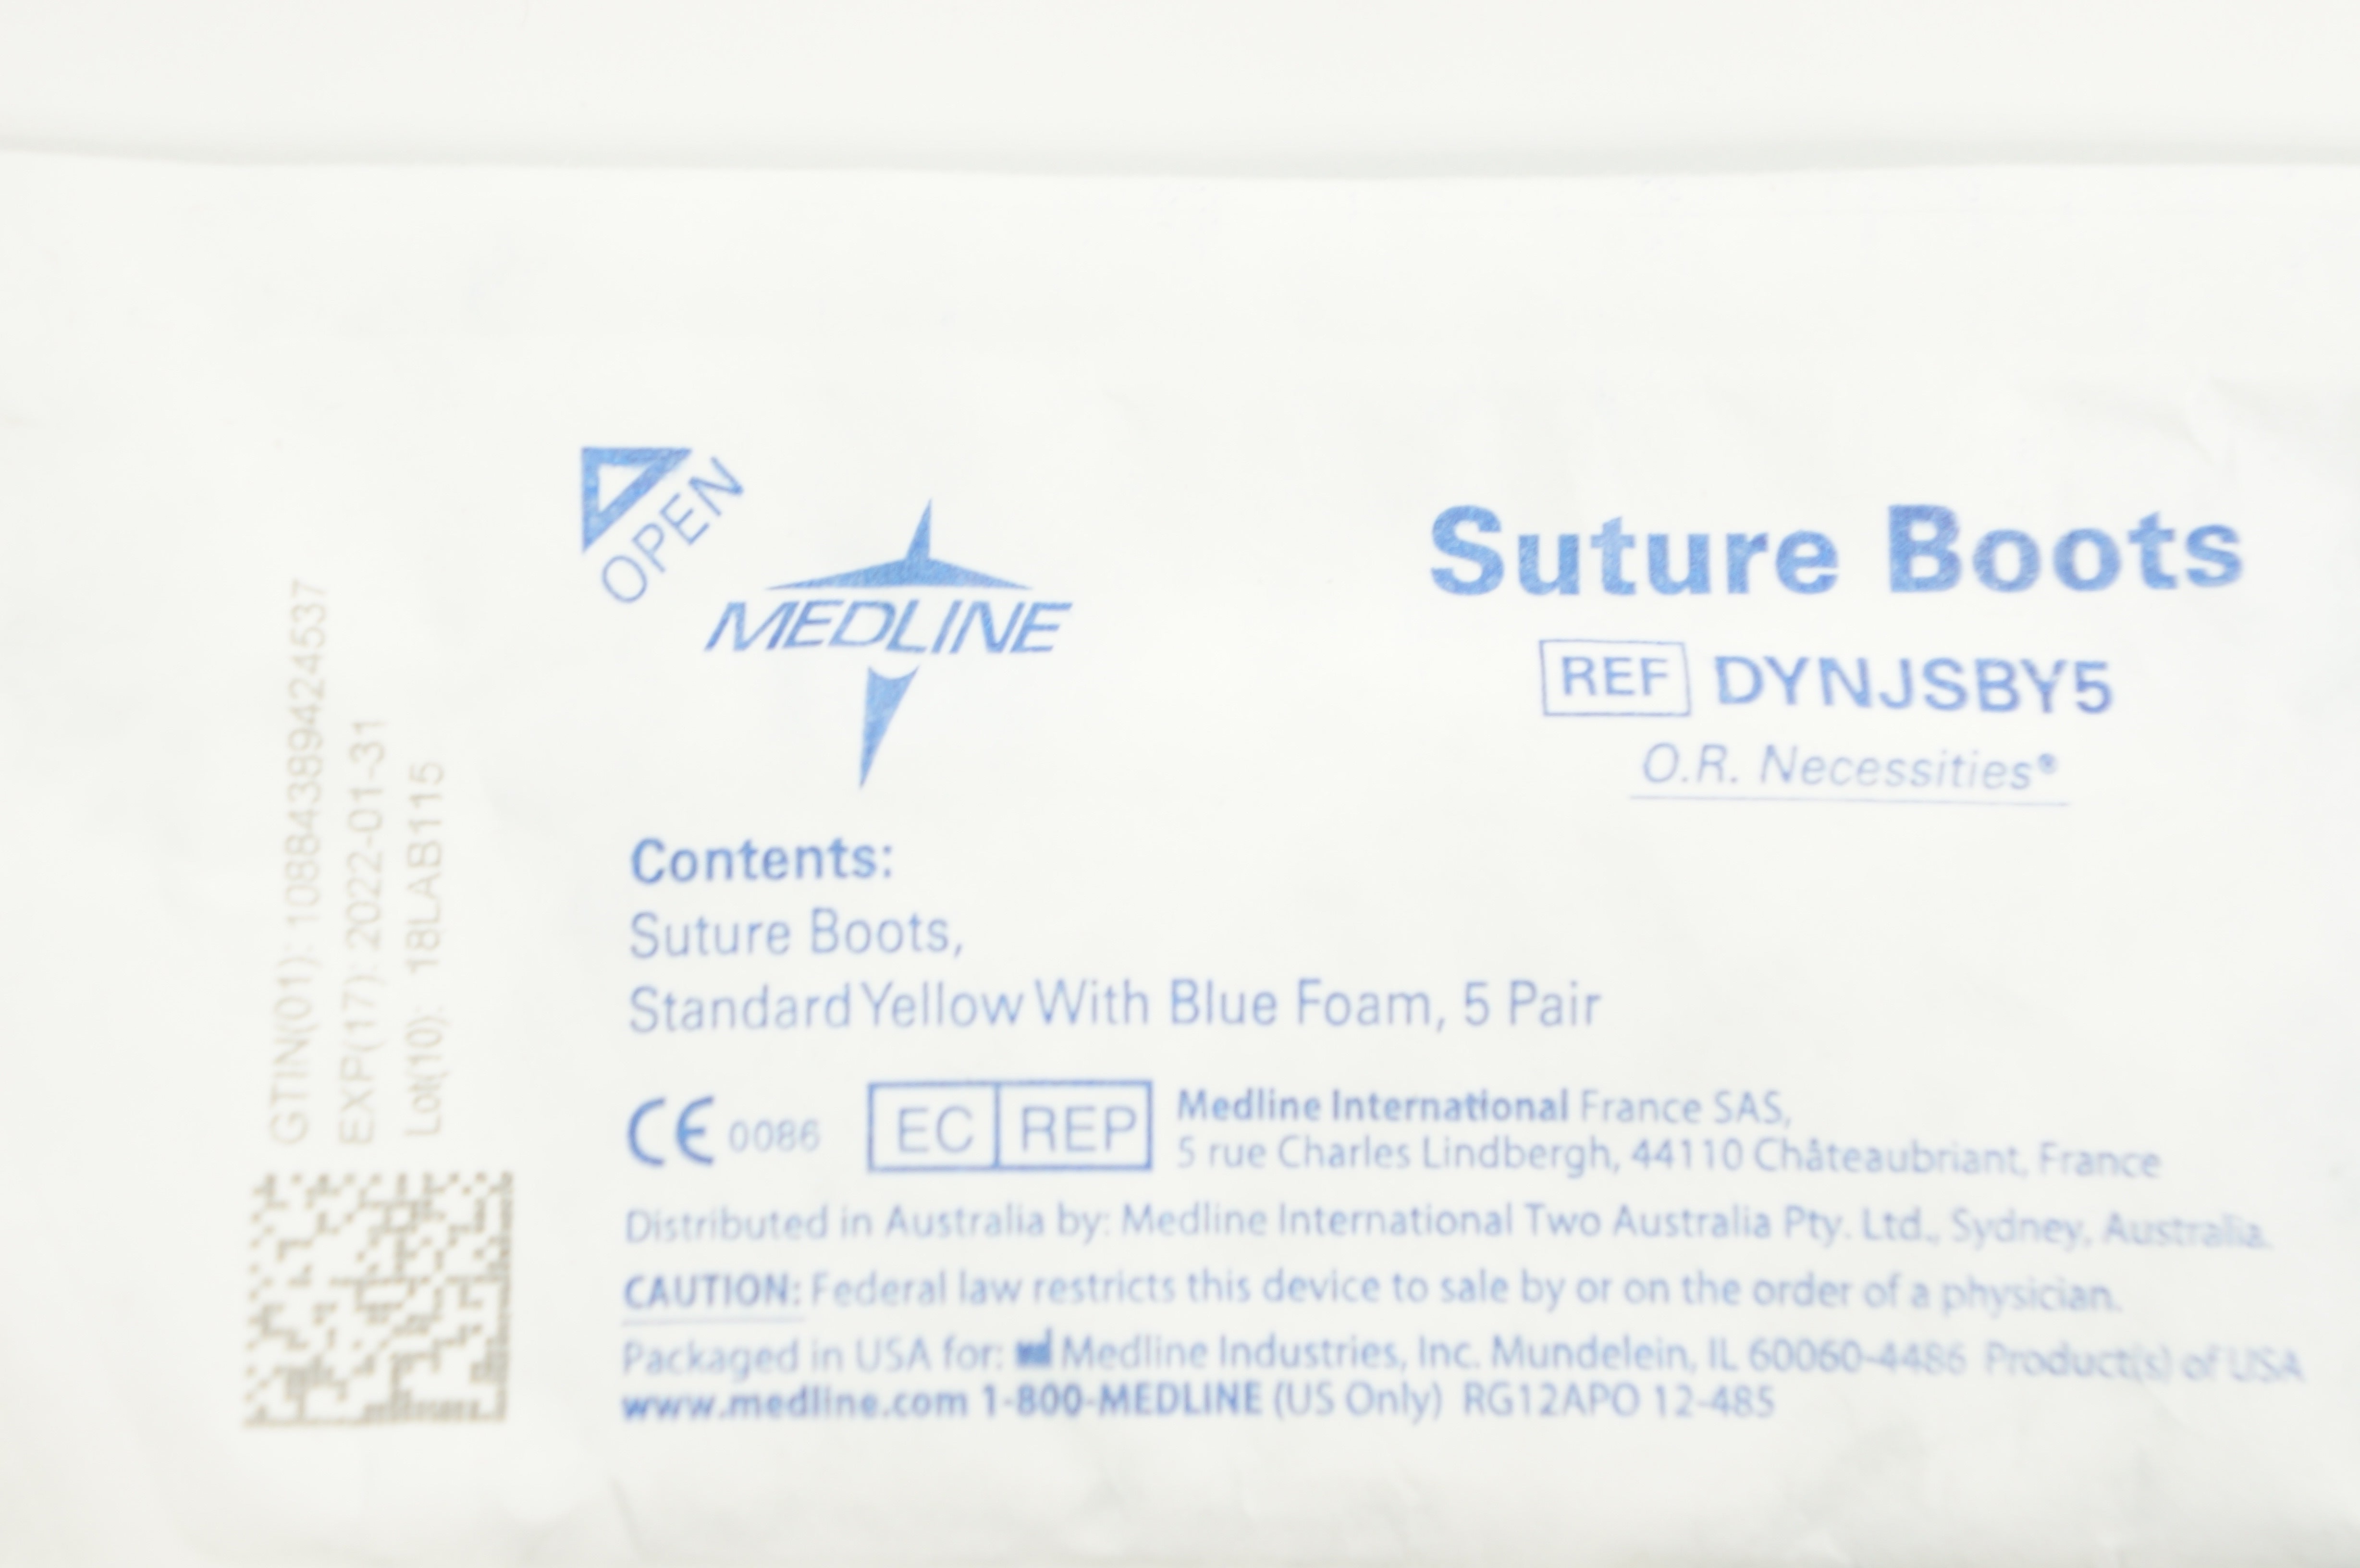 OPEN
MEDLINE
Suture Boots
REF DYNJSBY5
O.R. Necessities®
Contents:
Suture Boots,
Standard Yellow With Blue Foam, 5 Pair
CE 0086 EC REP Medline International France SAS,
5 rue Charles Lindbergh, 44110 Châteaubriant, France
Distributed in Australia by: Medline International Two Australia Pty. Ltd., Sydney, Australia.
CAUTION: Federal law restricts this device to sale by or on the order of a physician.
Packaged in USA for: Medline Industries, Inc. Mundelein, IL 60060-4486 Product(s) of USA
www.medline.com 1-800-MEDLINE (US Only) RG12APO 12-485
GTIN(01): 10884389424537
EXP(17): 2022-01-31
Lot(10): 18LAB115